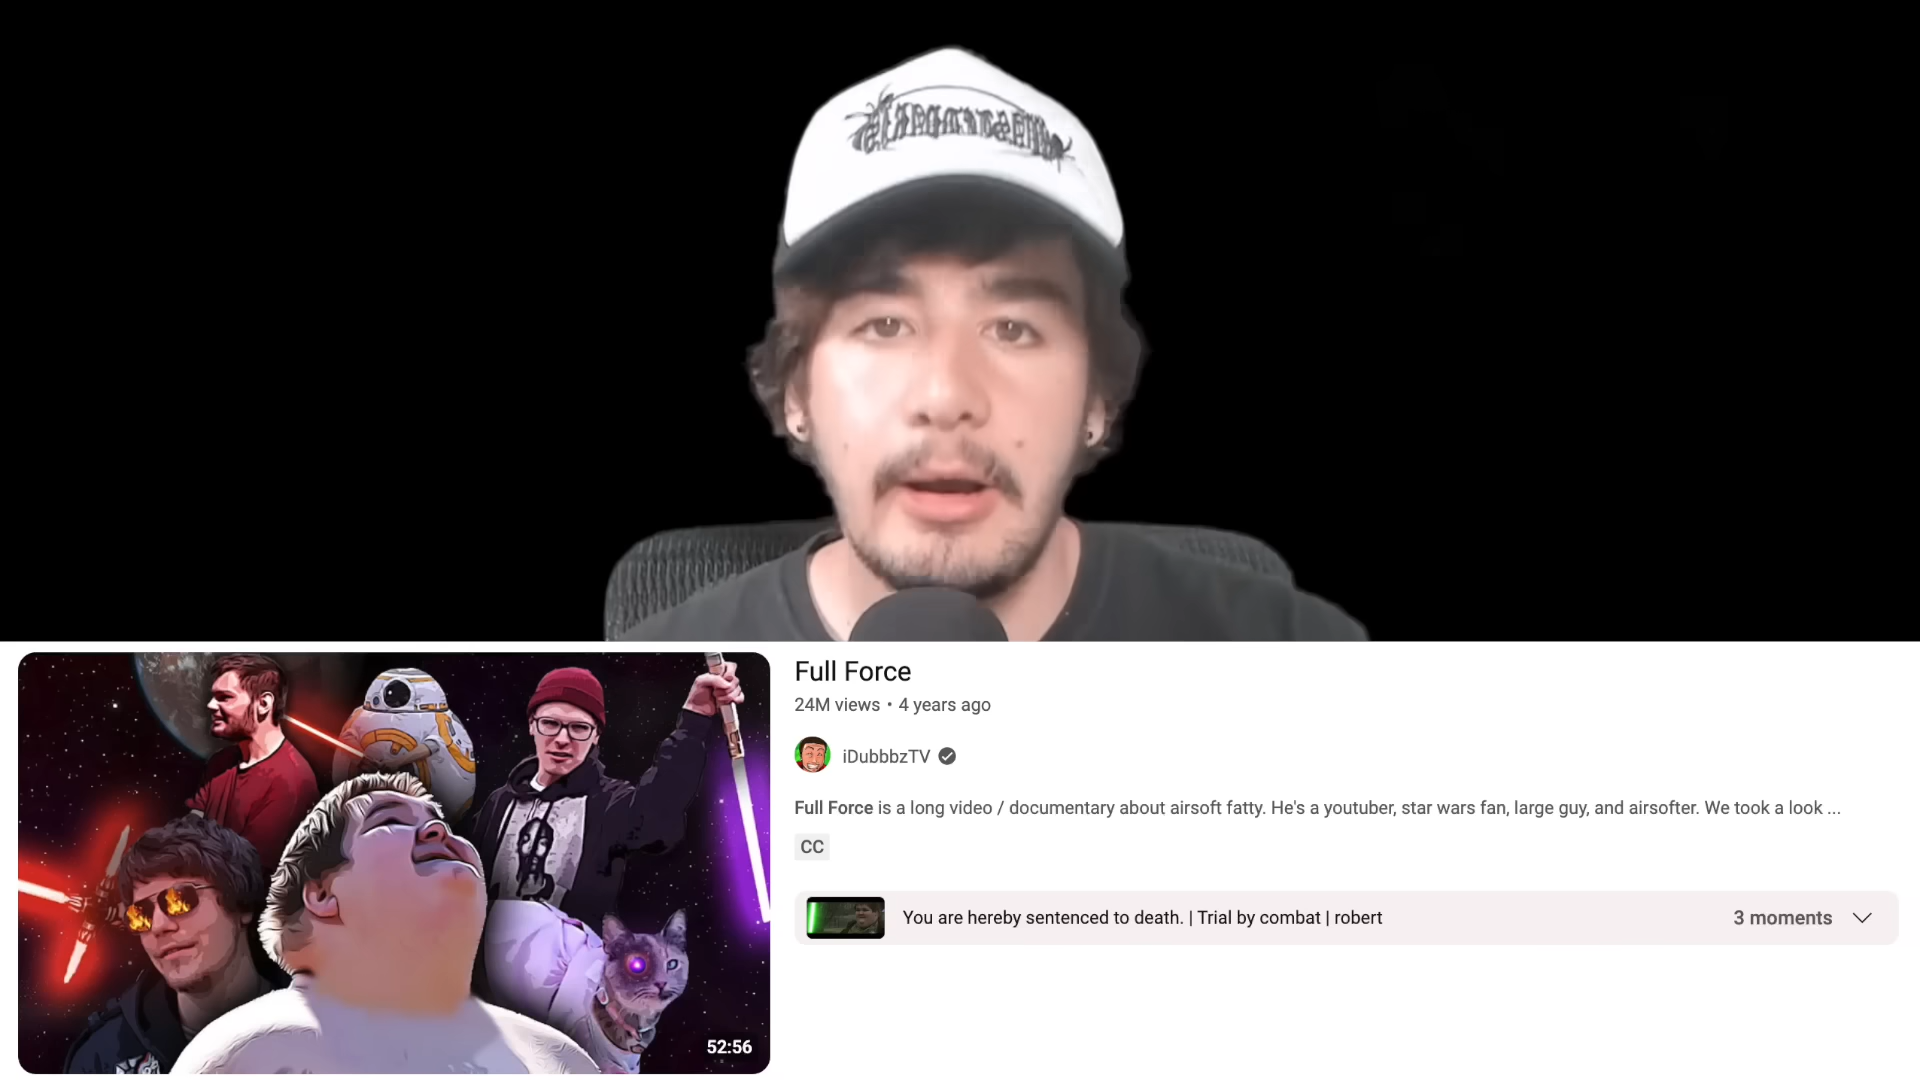 Full Force
24M views • 4 years ago
iDubbbzTV
Full Force is a long video / documentary about airsoft fatty. He's a youtuber, star wars fan, large guy, and airsofter. We took a look ...
CC
You are hereby sentenced to death. | Trial by combat | robert
3 moments
52:56